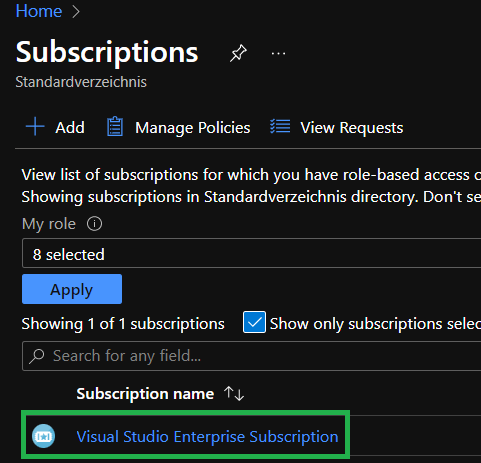 Home >
Subscriptions ...
Standardverzeichnis
+ Add Manage Policies View Requests
View list of subscriptions for which you have role-based access
Showing subscriptions in Standardverzeichnis directory. Don't
My role
8 selected
Apply
Showing 1 of 1 subscriptions Show only subscriptions
Search for any field...
Subscription name ↑↓
Visual Studio Enterprise Subscription